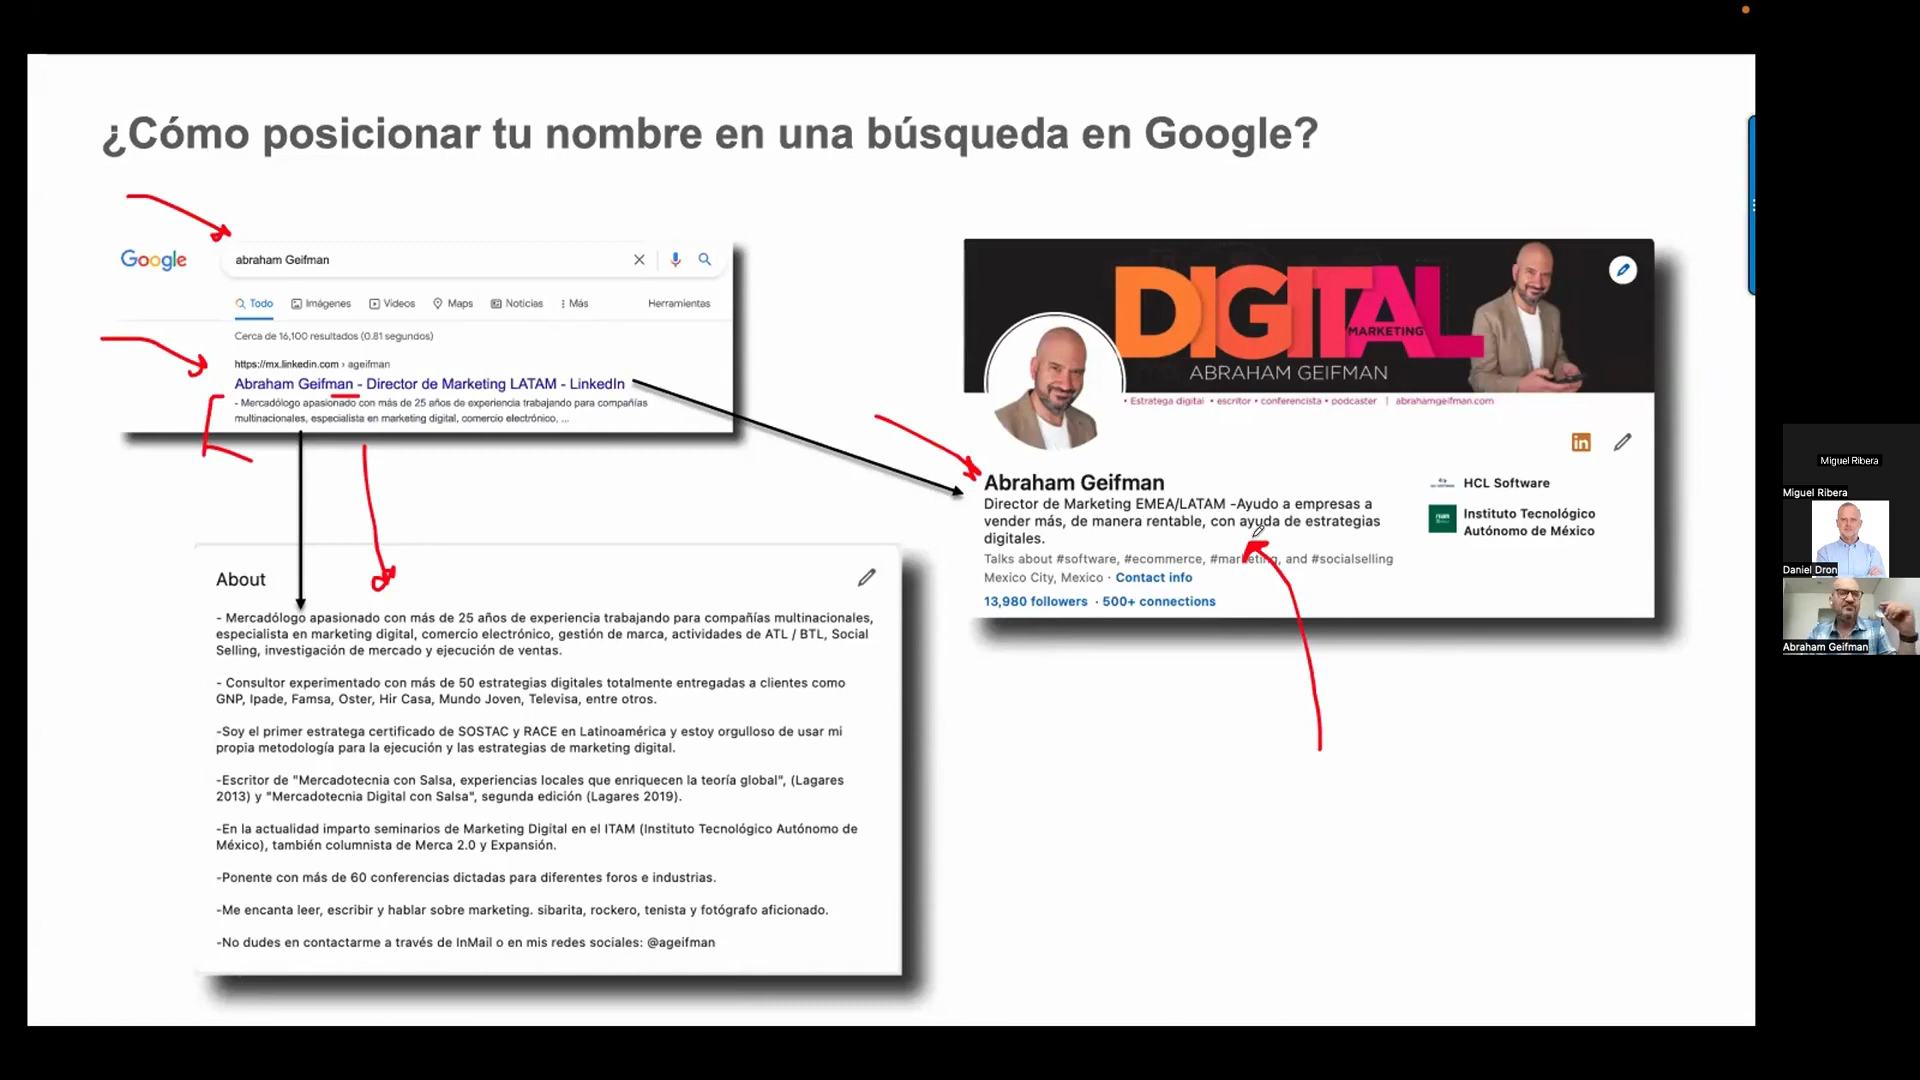 ¿Cómo posicionar tu nombre en una búsqueda en Google?
Google
abraham Geifman
Todo Imágenes Videos Maps Noticias Más Herramientas
Cerca de 16,100 resultados (0.81 segundos)
https://mx.linkedin.com › ageifman
Abraham Geifman - Director de Marketing LATAM - LinkedIn
- Mercadólogo apasionado con más de 25 años de experiencia trabajando para compañías
multinacionales, especialista en marketing digital, comercio electrónico, ...
About
- Mercadólogo apasionado con más de 25 años de experiencia trabajando para compañías multinacionales,
especialista en marketing digital, comercio electrónico, gestión de marca, actividades de ATL / BTL, Social
Selling, investigación de mercado y ejecución de ventas.
- Consultor experimentado con más de 50 estrategias digitales totalmente entregadas a clientes como
GNP, Ipade, Famsa, Oster, Hir Casa, Mundo Joven, Televisa, entre otros.
-Soy el primer estratega certificado de SOSTAC y RACE en Latinoamérica y estoy orgulloso de usar mi
propia metodología para la ejecución y las estrategias de marketing digital.
-Escritor de "Mercadotecnia con Salsa, experiencias locales que enriquecen la teoría global", (Lagares
2013) y "Mercadotecnia Digital con Salsa", segunda edición (Lagares 2019).
-En la actualidad imparto seminarios de Marketing Digital en el ITAM (Instituto Tecnológico Autónomo de
México), también columnista de Merca 2.0 y Expansión.
-Ponente con más de 60 conferencias dictadas para diferentes foros e industrias.
-Me encanta leer, escribir y hablar sobre marketing. sibarita, rockero, tenista y fotógrafo aficionado.
-No dudes en contactarme a través de InMail o en mis redes sociales: @ageifman
DIGITAL
MARKETING
ABRAHAM GEIFMAN
• Estratega digital • escritor • conferencista • podcaster | abrahamgeifman.com
in
Abraham Geifman
Director de Marketing EMEA/LATAM -Ayudo a empresas a
vender más, de manera rentable, con ayuda de estrategias
digitales.
Talks about #software, #ecommerce, #marketing, and #socialselling
Mexico City, Mexico · Contact info
13,980 followers · 500+ connections
HCL Software
Instituto Tecnológico
Autónomo de México
Miguel Ribera
Miguel Ribera
Daniel Dron
Abraham Geifman